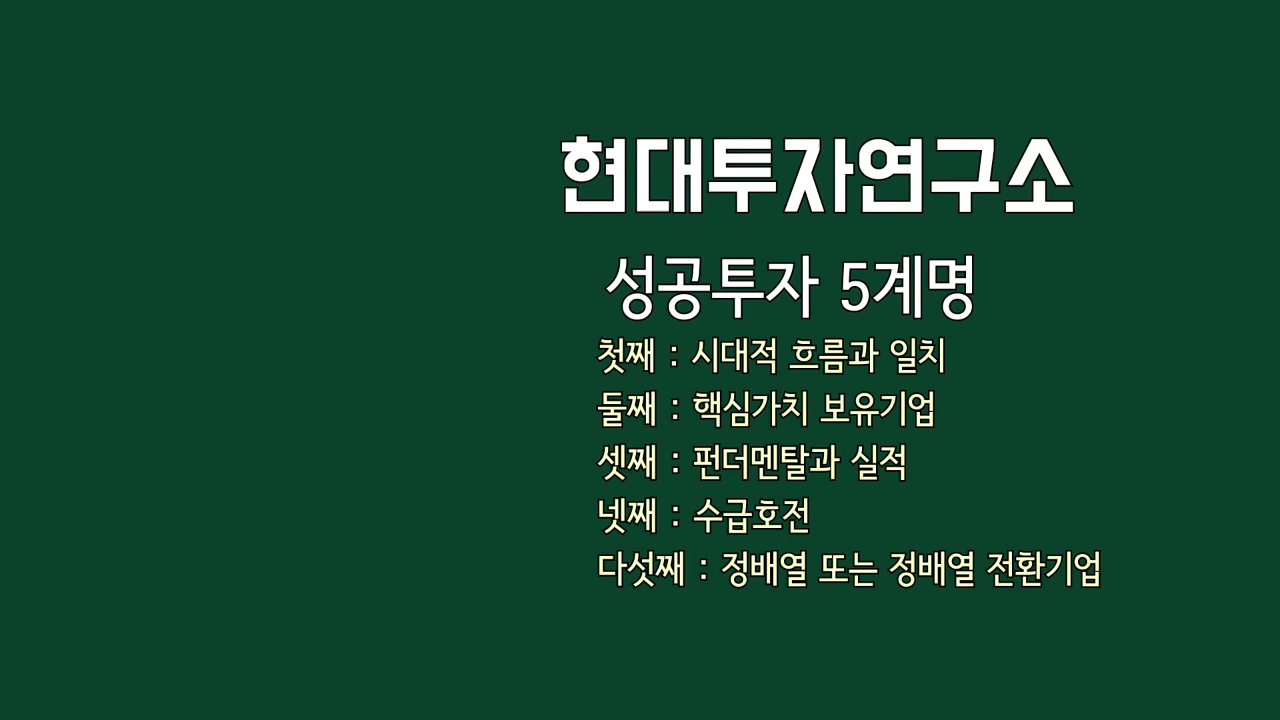 현대투자연구소
성공투자 5계명
첫째 : 시대적 흐름과 일치
둘째 : 핵심가치 보유기업
셋째 : 펀더멘탈과 실적
넷째 : 수급호전
다섯째 : 정배열 또는 정배열 전환기업